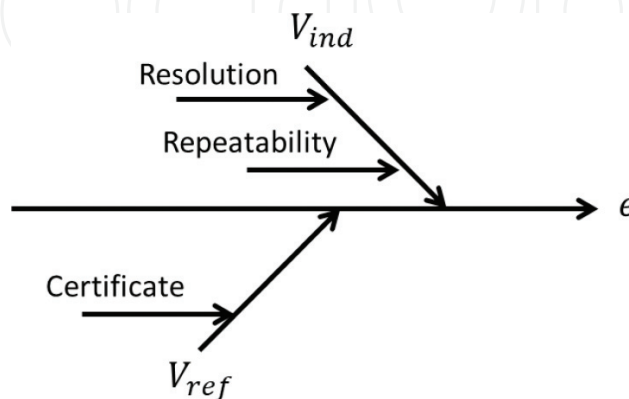 V_ind
Resolution
Repeatability
e
Certificate
V_ref